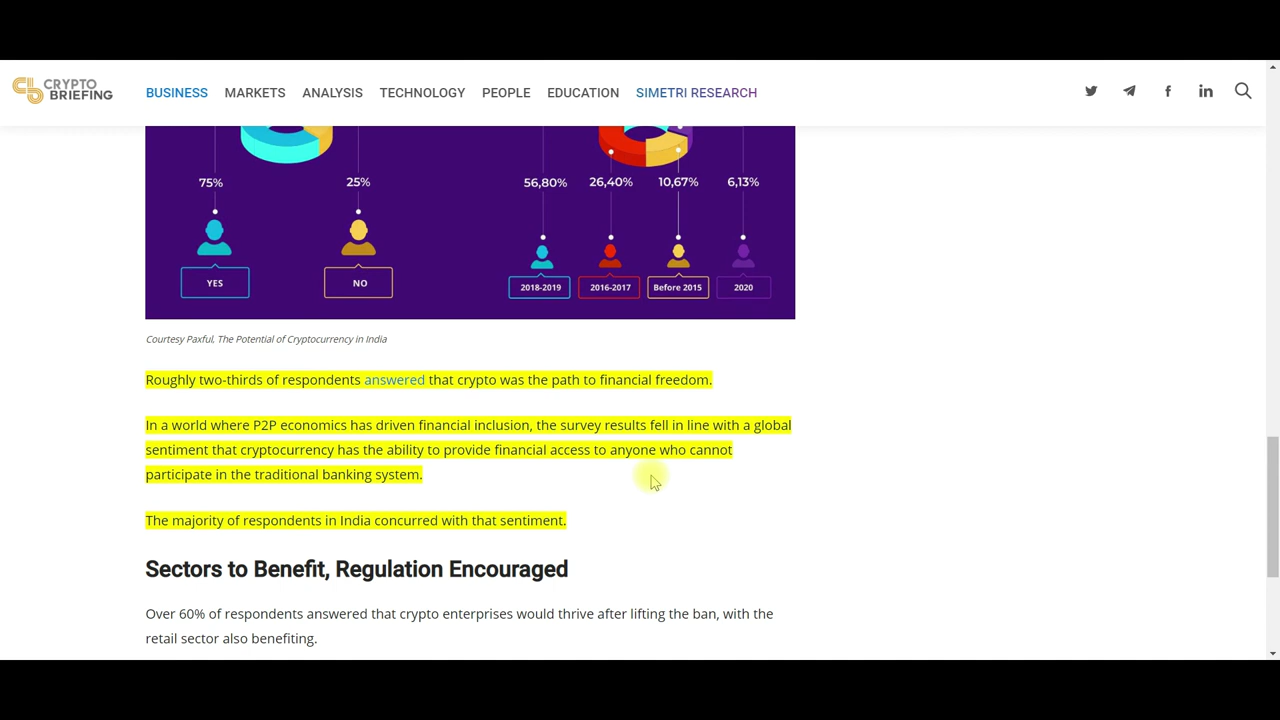 CRYPTO
BRIEFING
BUSINESS MARKETS ANALYSIS TECHNOLOGY PEOPLE EDUCATION SIMETRI RESEARCH
75% 25% 56,80% 26,40% 10,67% 6,13%
YES NO 2018-2019 2016-2017 Before 2015 2020
Courtesy Paxful, The Potential of Cryptocurrency in India
Roughly two-thirds of respondents answered that crypto was the path to financial freedom.
In a world where P2P economics has driven financial inclusion, the survey results fell in line with a global
sentiment that cryptocurrency has the ability to provide financial access to anyone who cannot
participate in the traditional banking system.
The majority of respondents in India concurred with that sentiment.
Sectors to Benefit, Regulation Encouraged
Over 60% of respondents answered that crypto enterprises would thrive after lifting the ban, with the
retail sector also benefiting.